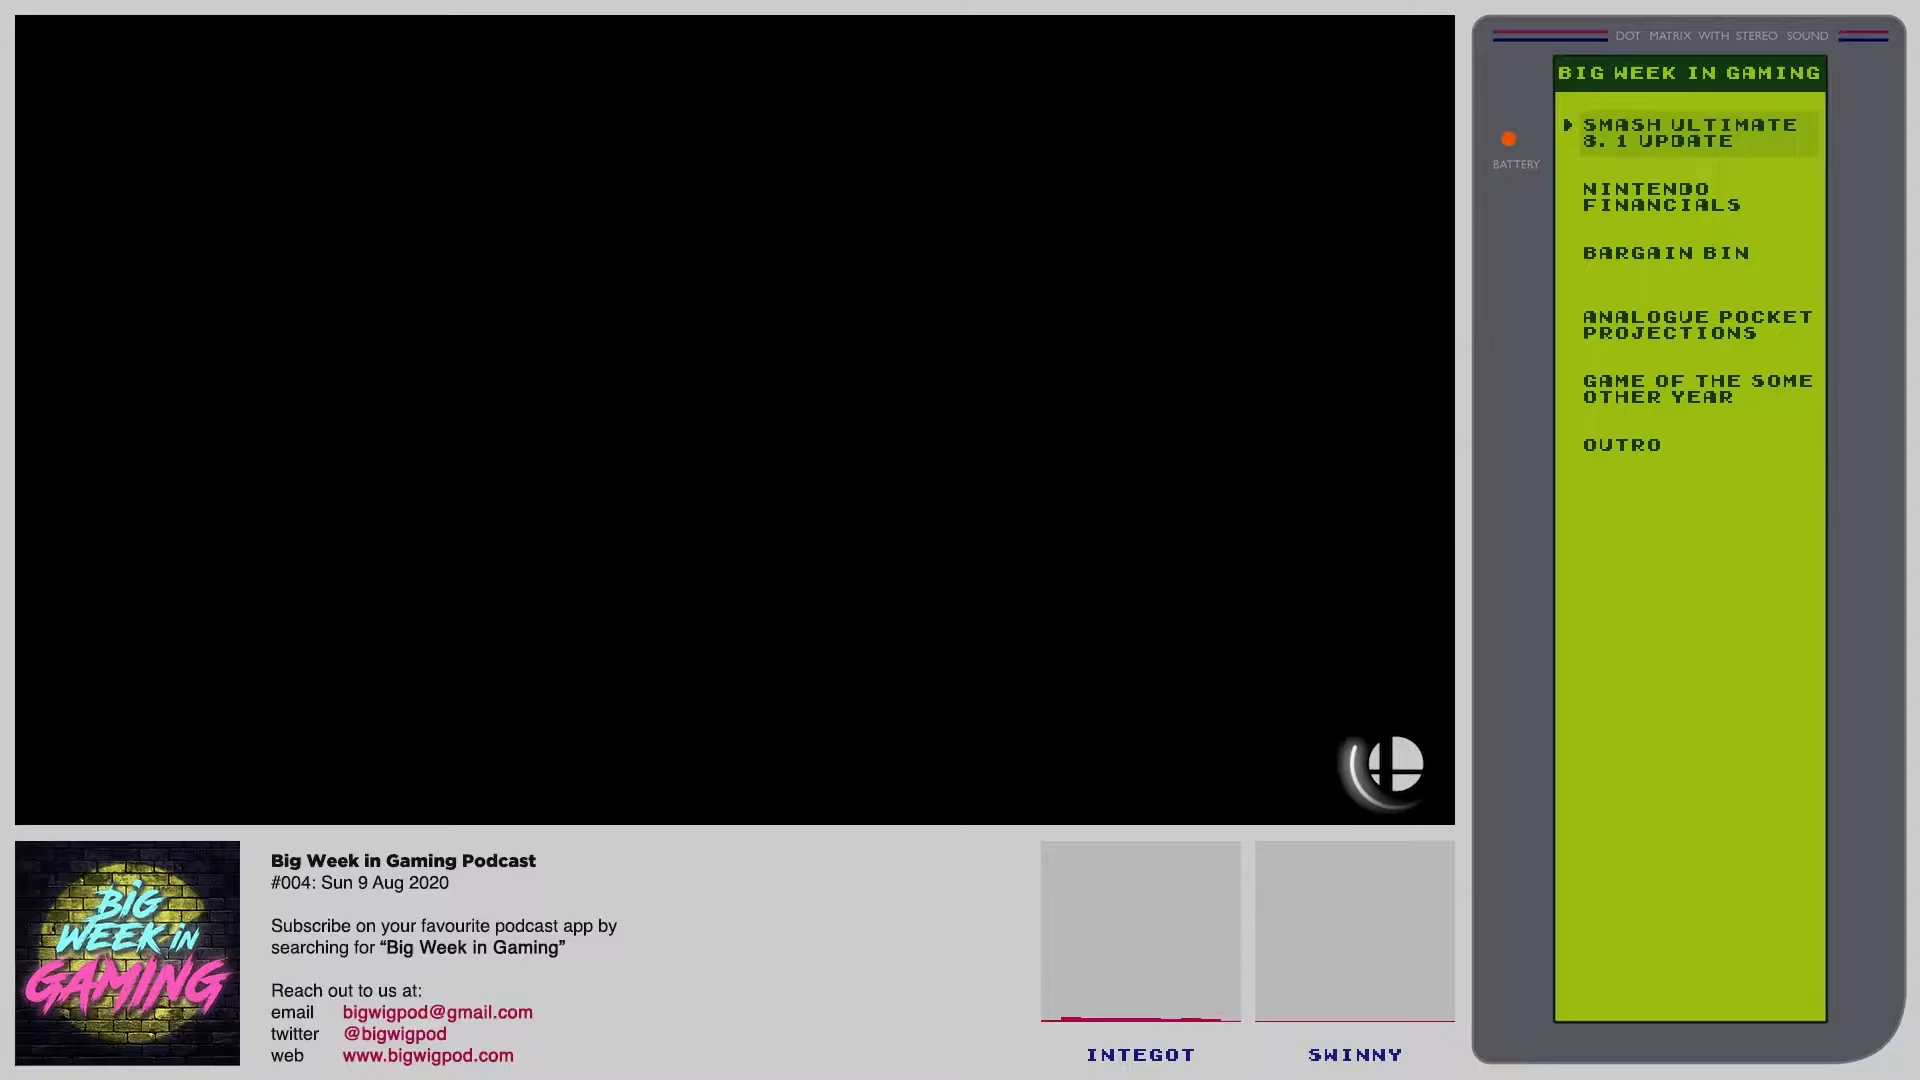 DOT MATRIX WITH STEREO SOUND
BIG WEEK IN GAMING
SMASH ULTIMATE
8.1 UPDATE
BATTERY
NINTENDO
FINANCIALS
BARGAIN BIN
ANALOGUE POCKET
PROJECTIONS
GAME OF THE SOME
OTHER YEAR
OUTRO
BIG
WEEK IN
GAMING
Big Week in Gaming Podcast
#004: Sun 9 Aug 2020
Subscribe on your favourite podcast app by
searching for “Big Week in Gaming”
Reach out to us at:
email bigwigpod@gmail.com
twitter @bigwigpod
web www.bigwigpod.com
INTEGOT
SWINNY